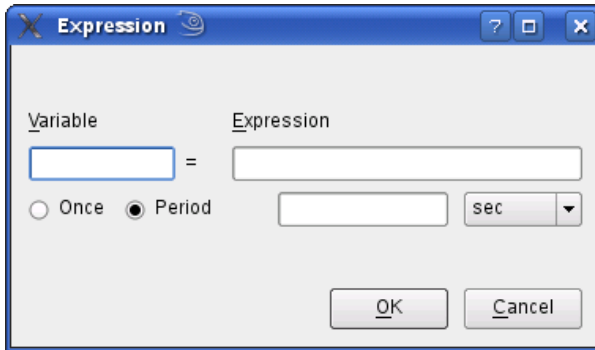 Expression
Variable Expression
=
Once Period sec
OK Cancel